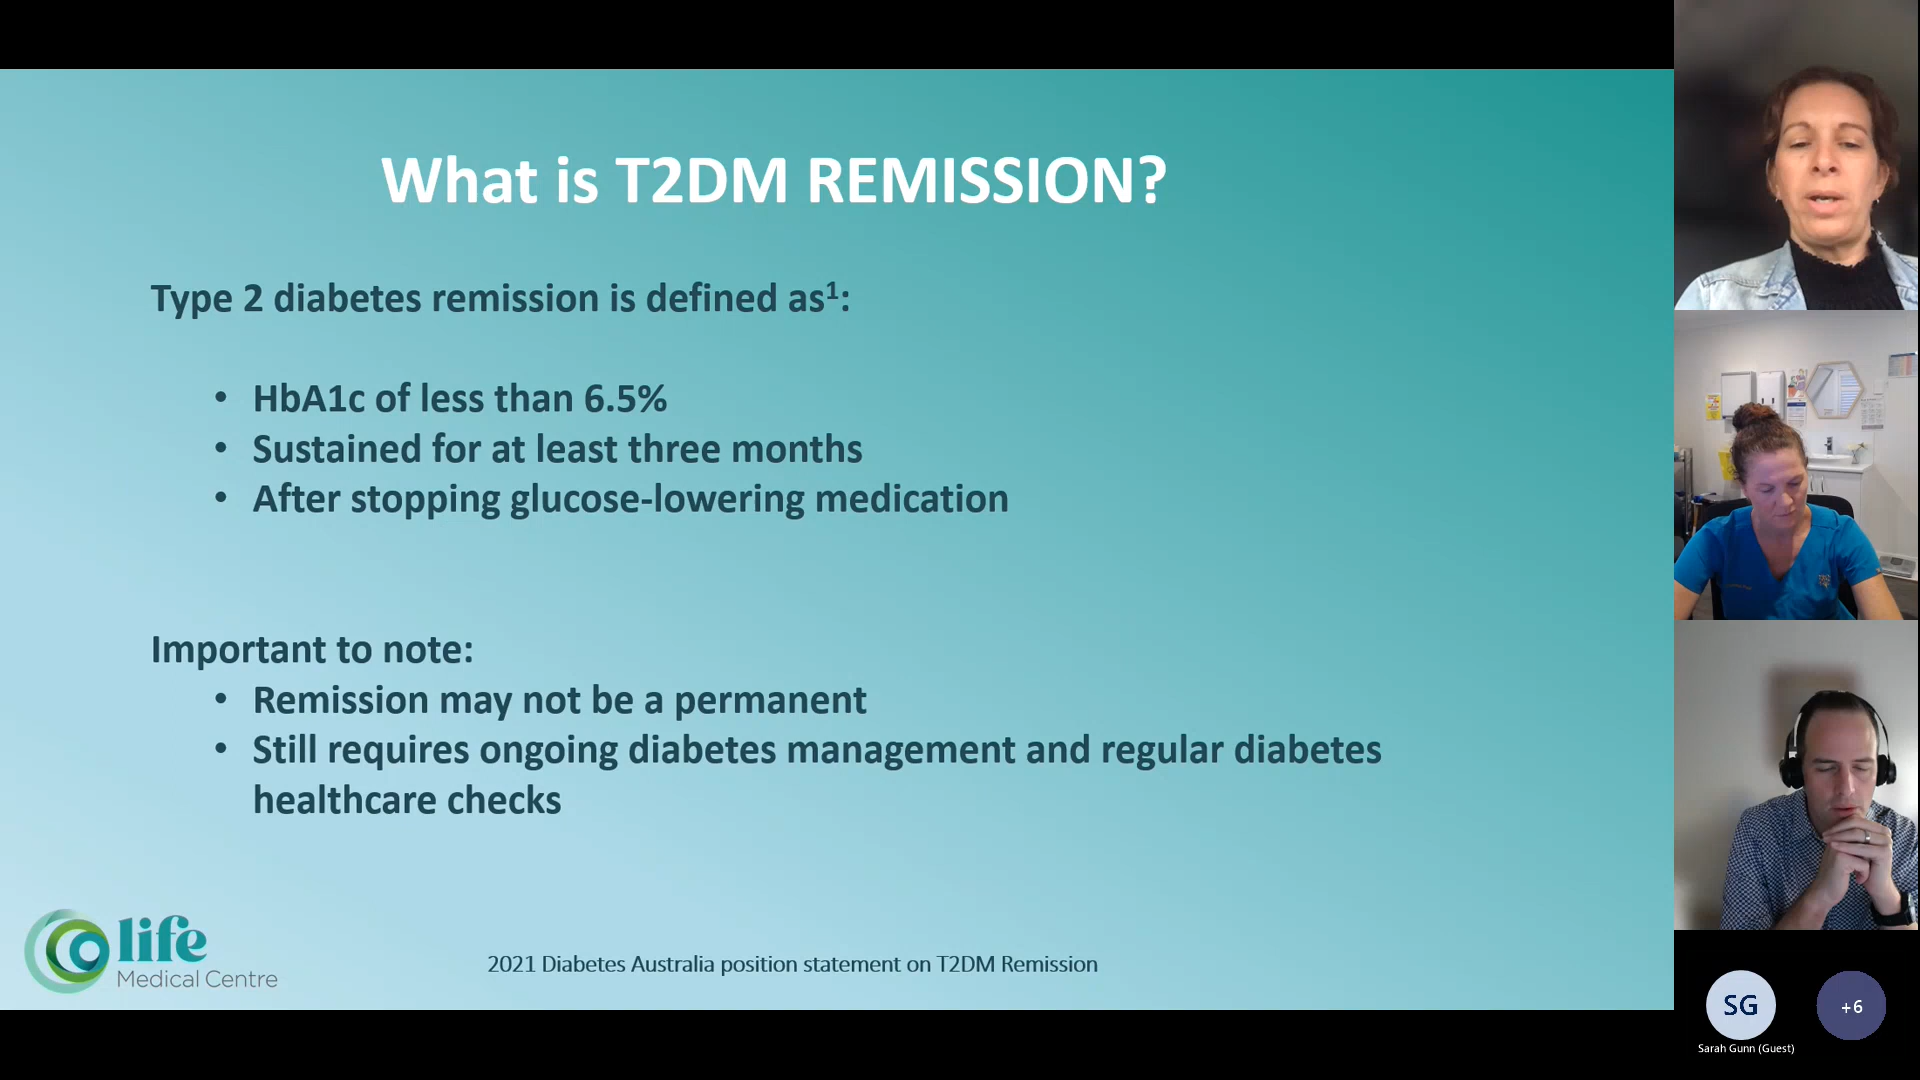 What is T2DM REMISSION?
Type 2 diabetes remission is defined as¹:
• HbA1c of less than 6.5%
• Sustained for at least three months
• After stopping glucose-lowering medication
Important to note:
• Remission may not be a permanent
• Still requires ongoing diabetes management and regular diabetes
healthcare checks
life
Medical Centre
2021 Diabetes Australia position statement on T2DM Remission
SG
+6
Sarah Gunn (Guest)